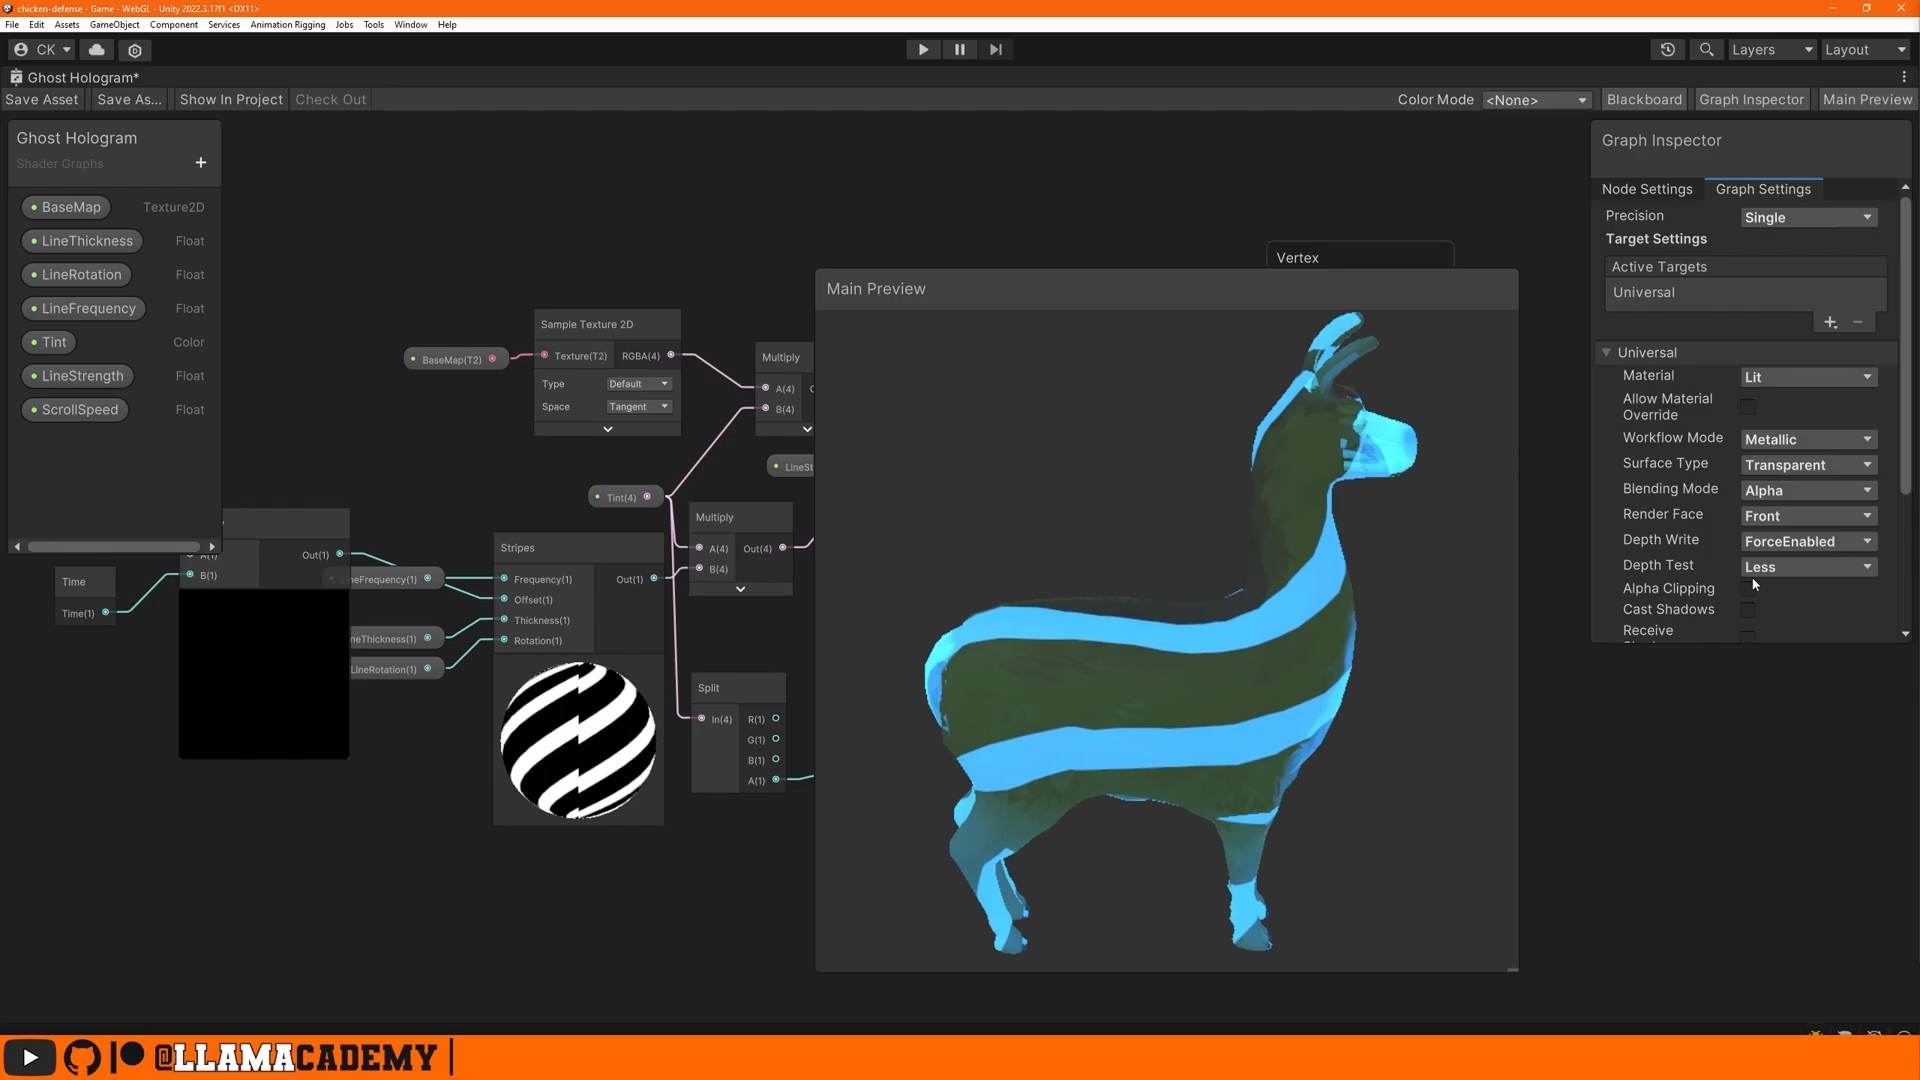 chicken-defense - Game - WebGL - Unity 2022.3.17f1 <DX11>
File Edit Assets GameObject Component Services Animation Rigging Jobs Tools Window Help
CK
Layers
Layout
Ghost Hologram*
Save Asset
Save As...
Show In Project
Check Out
Color Mode
<None>
Blackboard
Graph Inspector
Main Preview
Ghost Hologram
Shader Graphs
+
BaseMap Texture2D
LineThickness Float
LineRotation Float
LineFrequency Float
Tint Color
LineStrength Float
ScrollSpeed Float
Time
Time(1)
B(1)
Out(1)
LineFrequency(1)
neThickness(1)
LineRotation(1)
BaseMap(T2)
Sample Texture 2D
Texture(T2) RGBA(4)
Type Default
Space Tangent
Tint(4)
Stripes
Frequency(1) Out(1)
Offset(1)
Thickness(1)
Rotation(1)
Multiply
A(4)
B(4)
LineSt
Multiply
A(4) Out(4)
B(4)
Split
In(4) R(1)
G(1)
B(1)
A(1)
Vertex
Main Preview
Graph Inspector
Node Settings Graph Settings
Precision Single
Target Settings
Active Targets
Universal
Universal
Material Lit
Allow Material
Override
Workflow Mode Metallic
Surface Type Transparent
Blending Mode Alpha
Render Face Front
Depth Write ForceEnabled
Depth Test Less
Alpha Clipping
Cast Shadows
Receive
@LLAMACADEMY